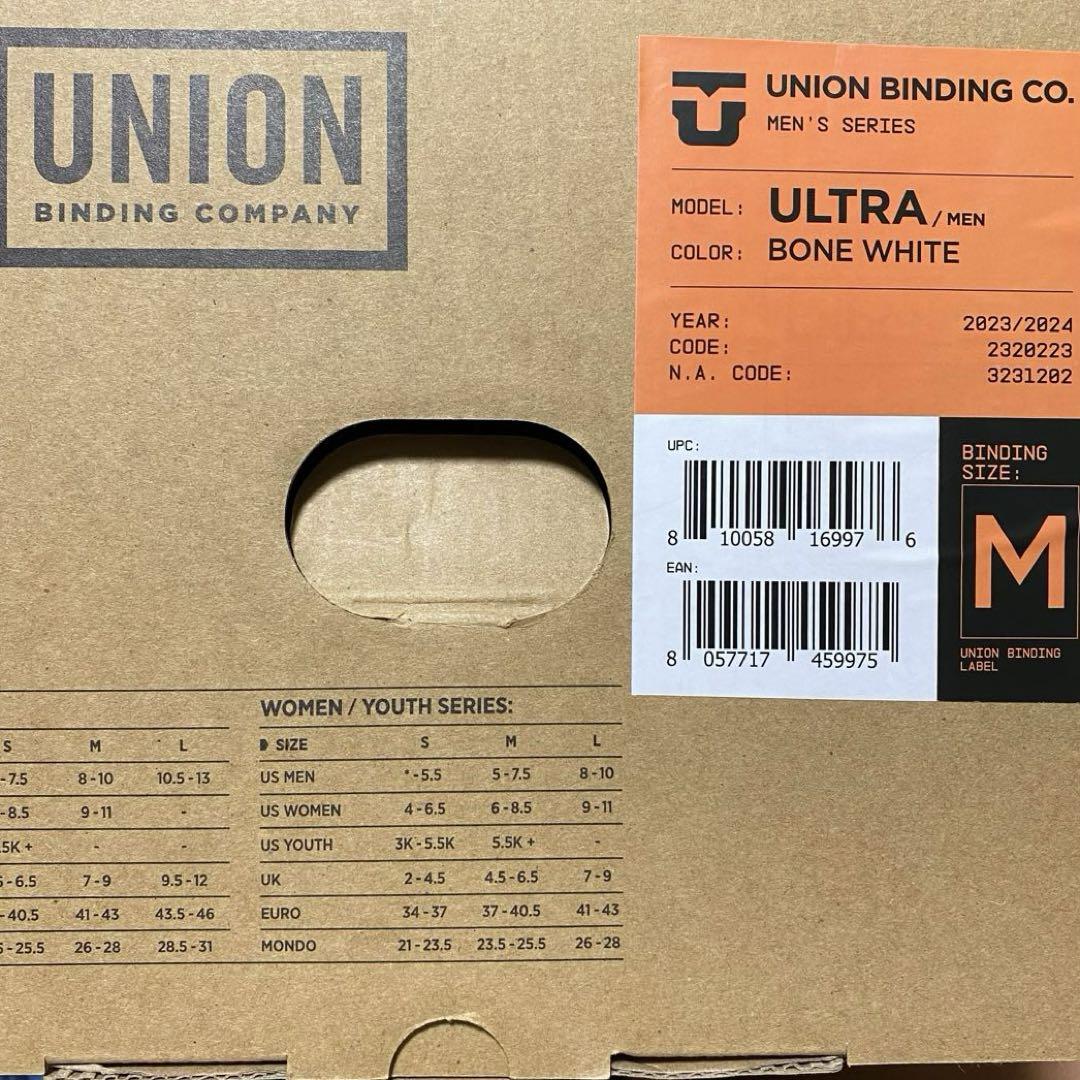 UNION
BINDING COMPANY
UNION BINDING CO.
MEN'S SERIES
MODEL: ULTRA / MEN
COLOR: BONE WHITE
YEAR: 2023/2024
CODE: 2320223
N.A. CODE: 3231202
UPC:
8 10058 16997 6
EAN:
8 057717 459975
BINDING
SIZE:
M
UNION BINDING
LABEL
S M L
-7.5 8-10 10.5-13
-8.5 9-11 -
5K + - -
-6.5 7-9 9.5-12
-40.5 41-43 43.5-46
-25.5 26-28 28.5-31
WOMEN / YOUTH SERIES:
SIZE S M L
US MEN *-5.5 5-7.5 8-10
US WOMEN 4-6.5 6-8.5 9-11
US YOUTH 3K-5.5K 5.5K + -
UK 2-4.5 4.5-6.5 7-9
EURO 34-37 37-40.5 41-43
MONDO 21-23.5 23.5-25.5 26-28